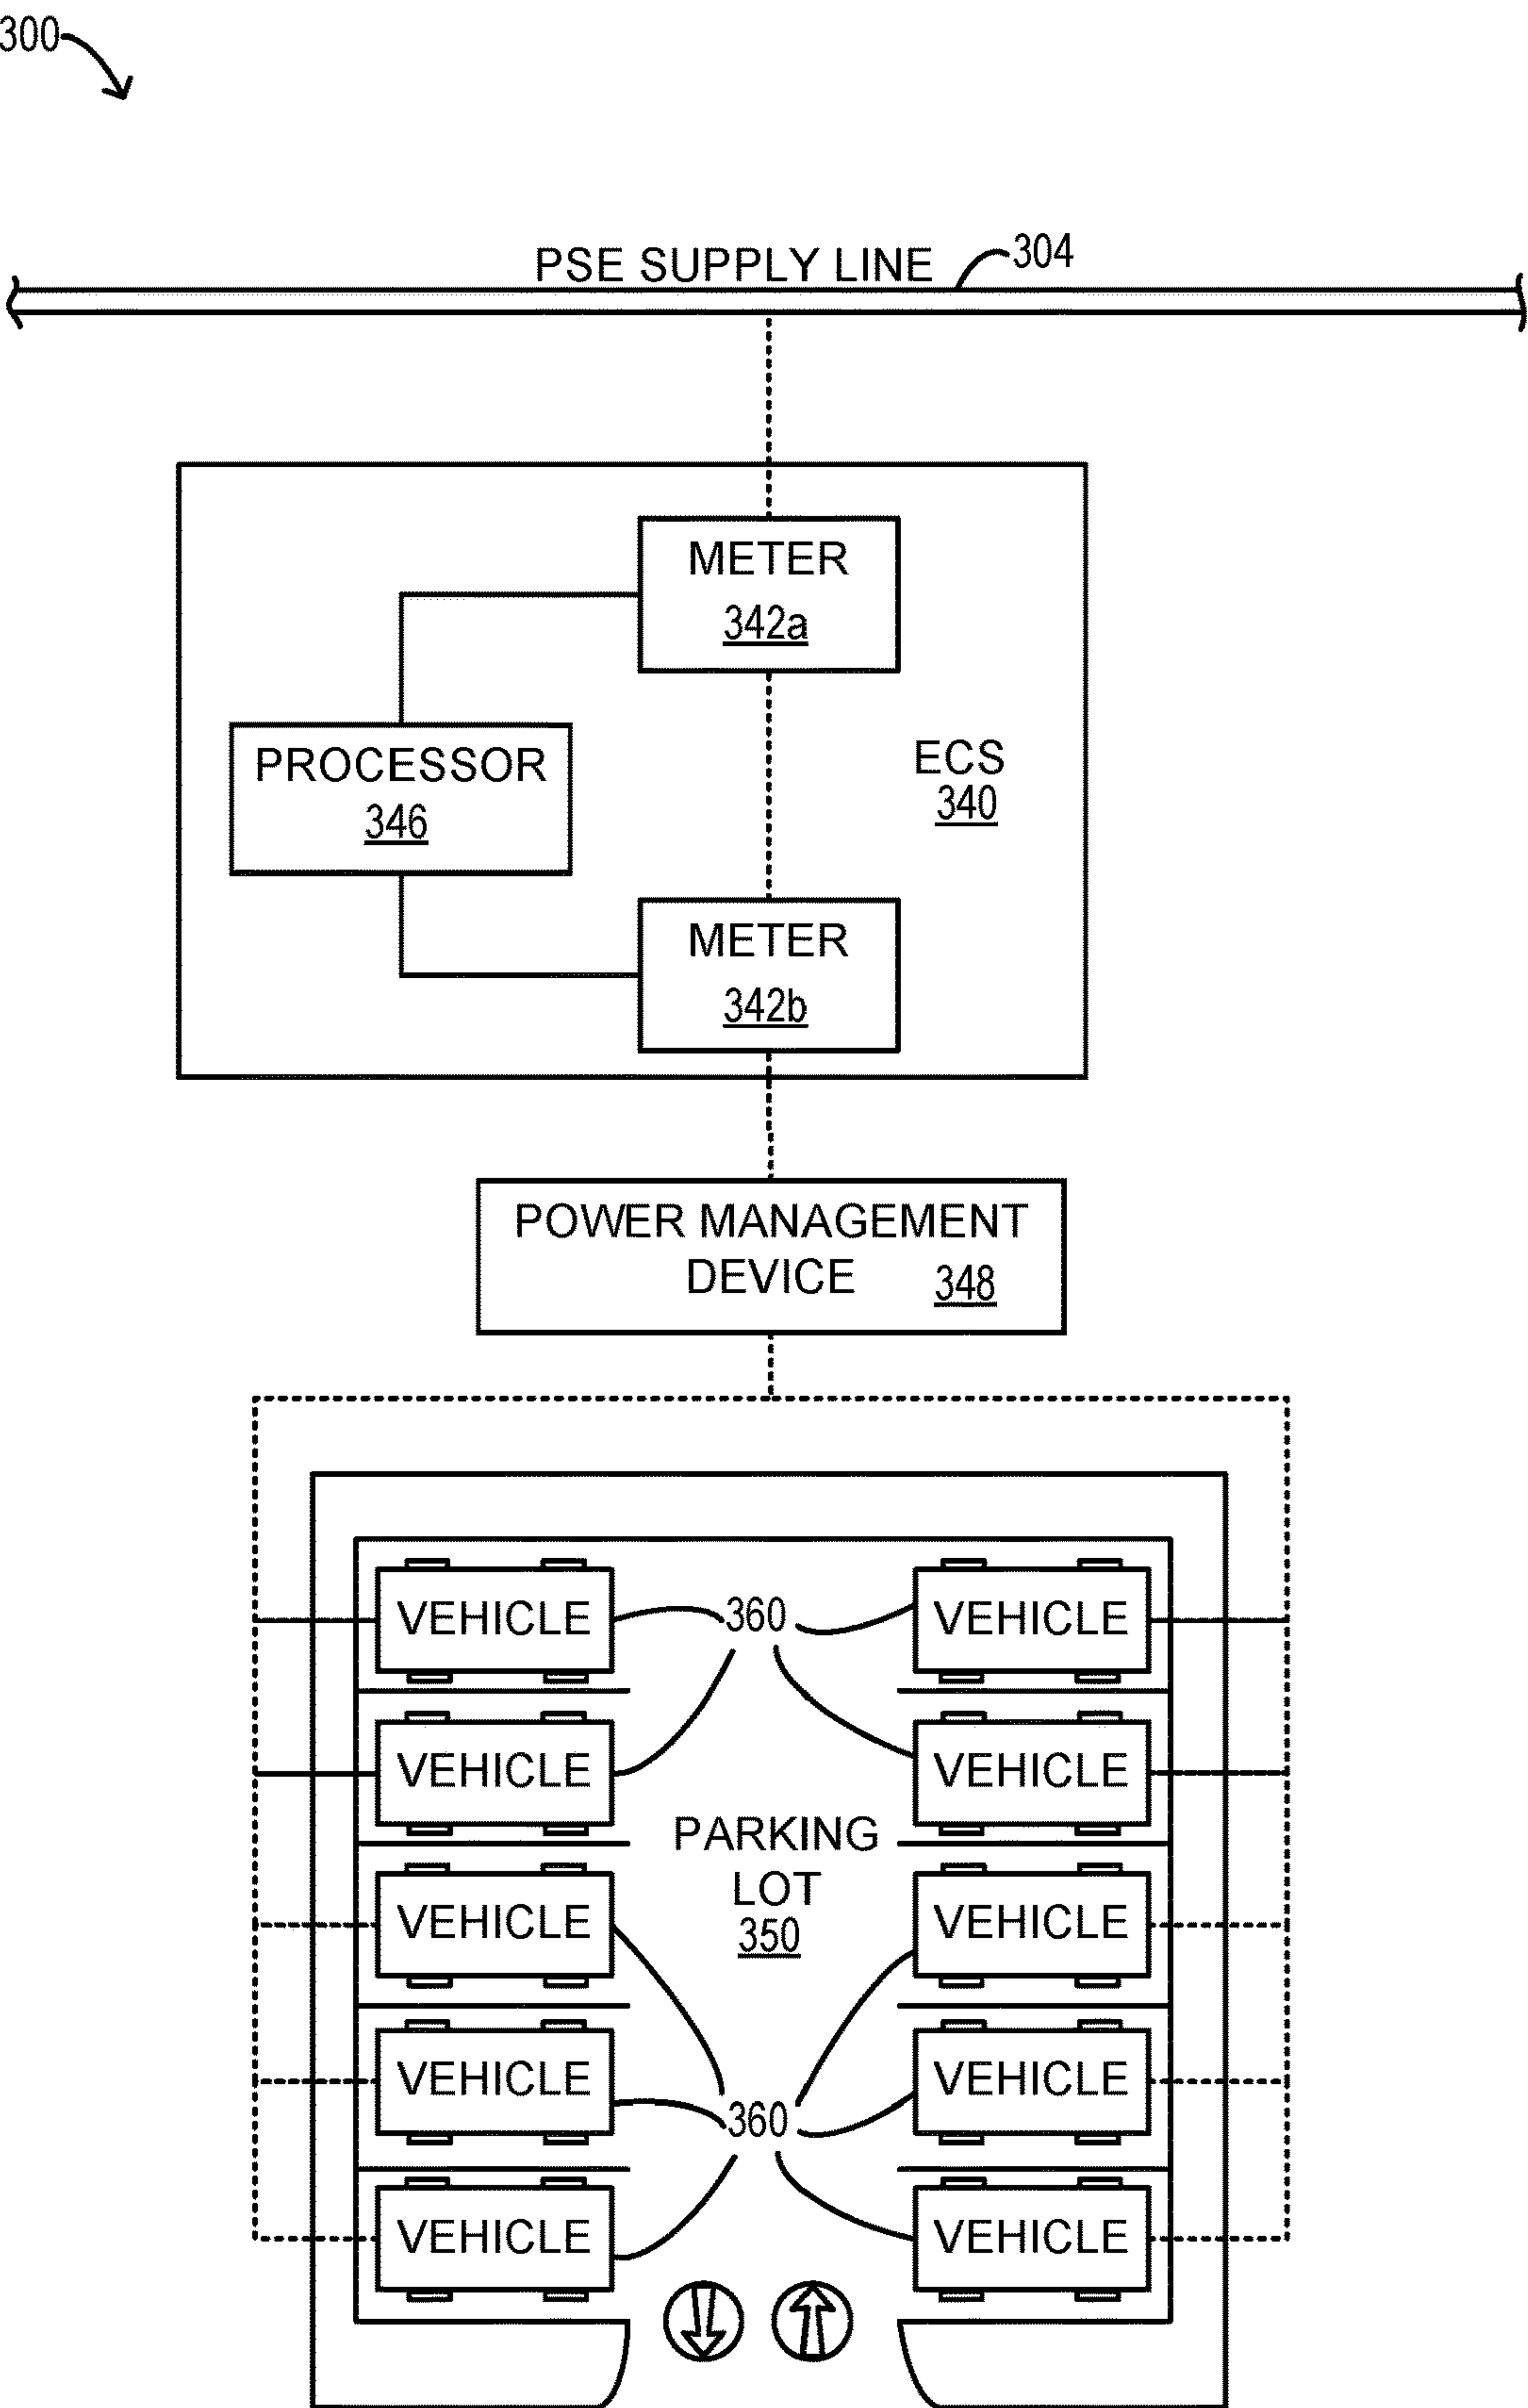 300
PSE SUPPLY LINE
304
METER
342a
PROCESSOR
346
ECS
340
METER
342b
POWER MANAGEMENT
DEVICE 348
VEHICLE
360
VEHICLE
VEHICLE
VEHICLE
PARKING
LOT
350
VEHICLE
VEHICLE
VEHICLE
VEHICLE
360
VEHICLE
VEHICLE